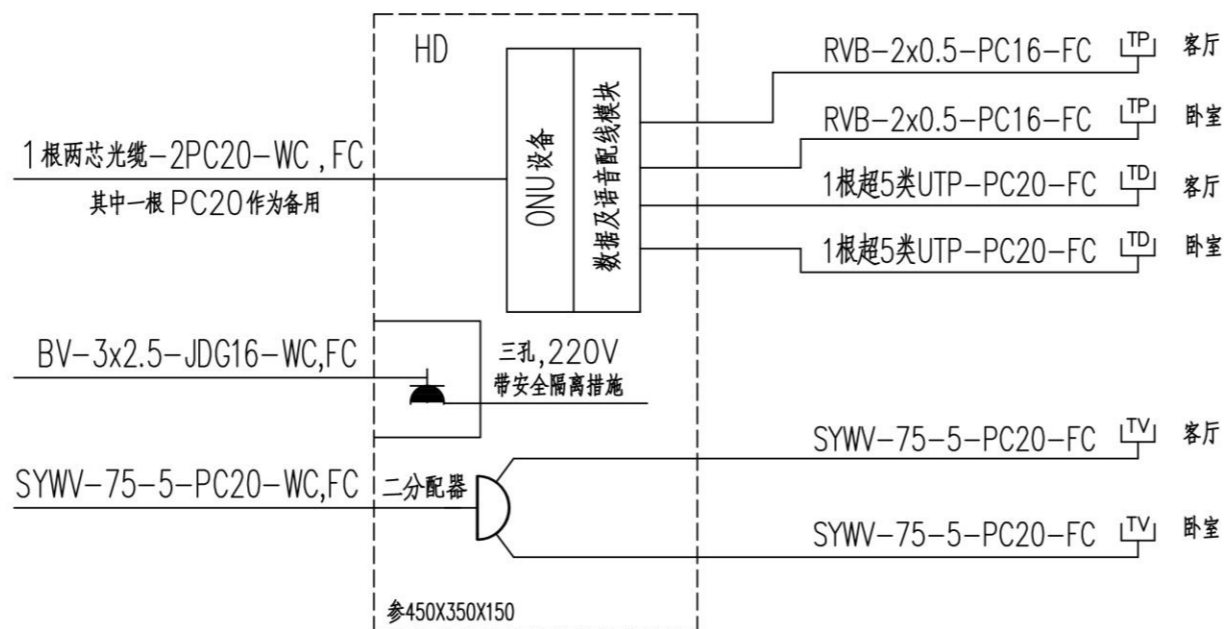 HD
ONU设备
数据及语音配线模块
1根两芯光缆-2PC20-WC,FC
其中一根PC20作为备用
RVB-2x0.5-PC16-FC TP 客厅
RVB-2x0.5-PC16-FC TP 卧室
1根超5类UTP-PC20-FC TD 客厅
1根超5类UTP-PC20-FC TD 卧室
BV-3x2.5-JDG16-WC,FC
三孔,220V
带安全隔离措施
SYWV-75-5-PC20-WC,FC 二分配器
SYWV-75-5-PC20-FC TV 客厅
SYWV-75-5-PC20-FC TV 卧室
参450X350X150